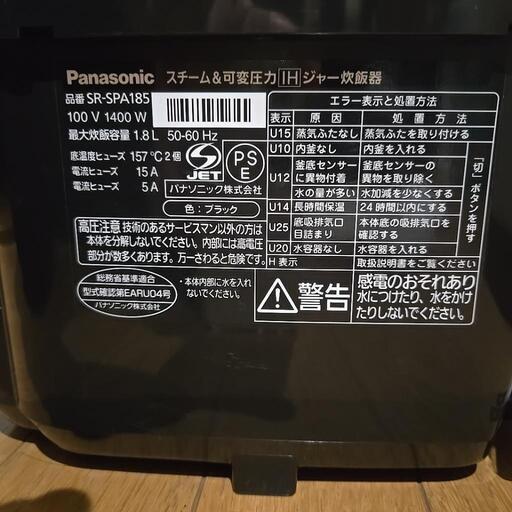 Panasonic スチーム&可変圧力IHジャー炊飯器
品番 SR-SPA185
100V 1400W
最大炊飯容量 1.8L 50-60Hz
底温度ヒューズ 157℃2個
電流ヒューズ 15A
電流ヒューズ 5A
JET
PS
E
パナソニック株式会社
色:ブラック
高圧注意 技術のあるサービスマン以外の方は
本体を分解しないでください。内部には高電圧
部分が数多くあります。万一さわると危険です。
総務省基準適合
型式確認第EARU04号
パナソニック株式会社
・本体内部に水を入れ
ないでください。
エラー表示と処置方法
表示 原因 処置方法
U15 蒸気ふたなし 蒸気ふたを取り付ける
U10 内釜なし 内釜を入れる
U12 釜底センサー
に異物付着 釜底センサーの
異物を取り除く
水の量が多い 水加減を少なくする
U14 長時間保温 24時間以内にする
U25 底吸排気口
目詰まり 本体底の吸排気口
を確認する
U20 水容器なし 水容器を入れる
H表示 取扱説明書をご覧ください
「切」ボタンを押す
警告
感電のおそれあり
水につけたり、水をかけ
たりしないでください。